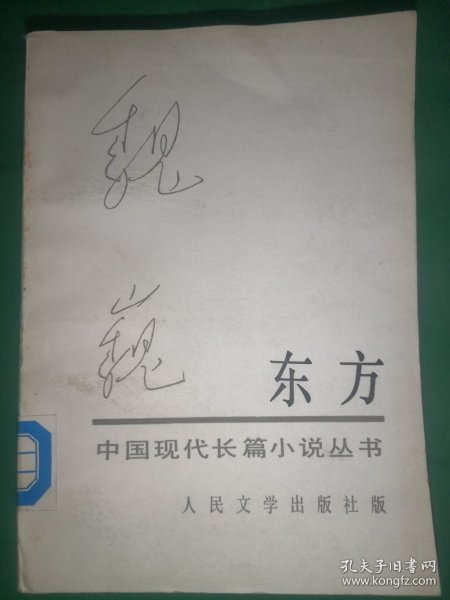 魏
巍
东方
中国现代长篇小说丛书
人民文学出版社版
孔夫子旧书网
www.kongfz.com